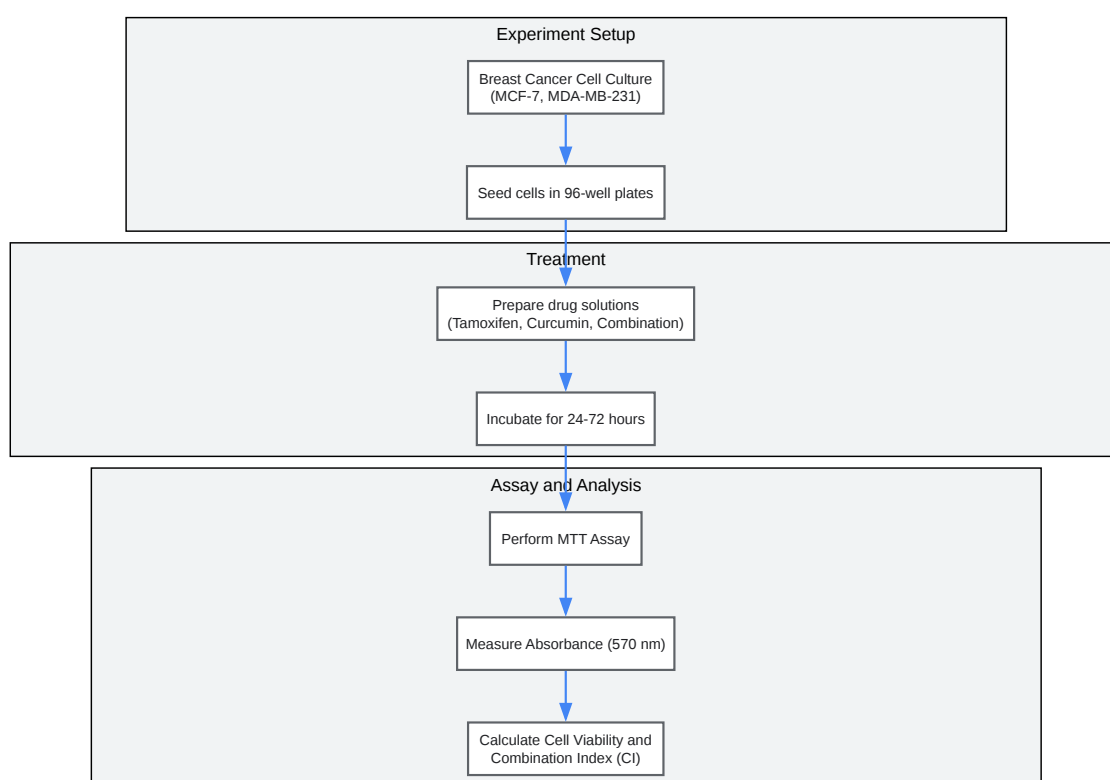 Experiment Setup
Breast Cancer Cell Culture
(MCF-7, MDA-MB-231)
Seed cells in 96-well plates
Treatment
Prepare drug solutions
(Tamoxifen, Curcumin, Combination)
Incubate for 24-72 hours
Assay and Analysis
Perform MTT Assay
Measure Absorbance (570 nm)
Calculate Cell Viability and
Combination Index (CI)